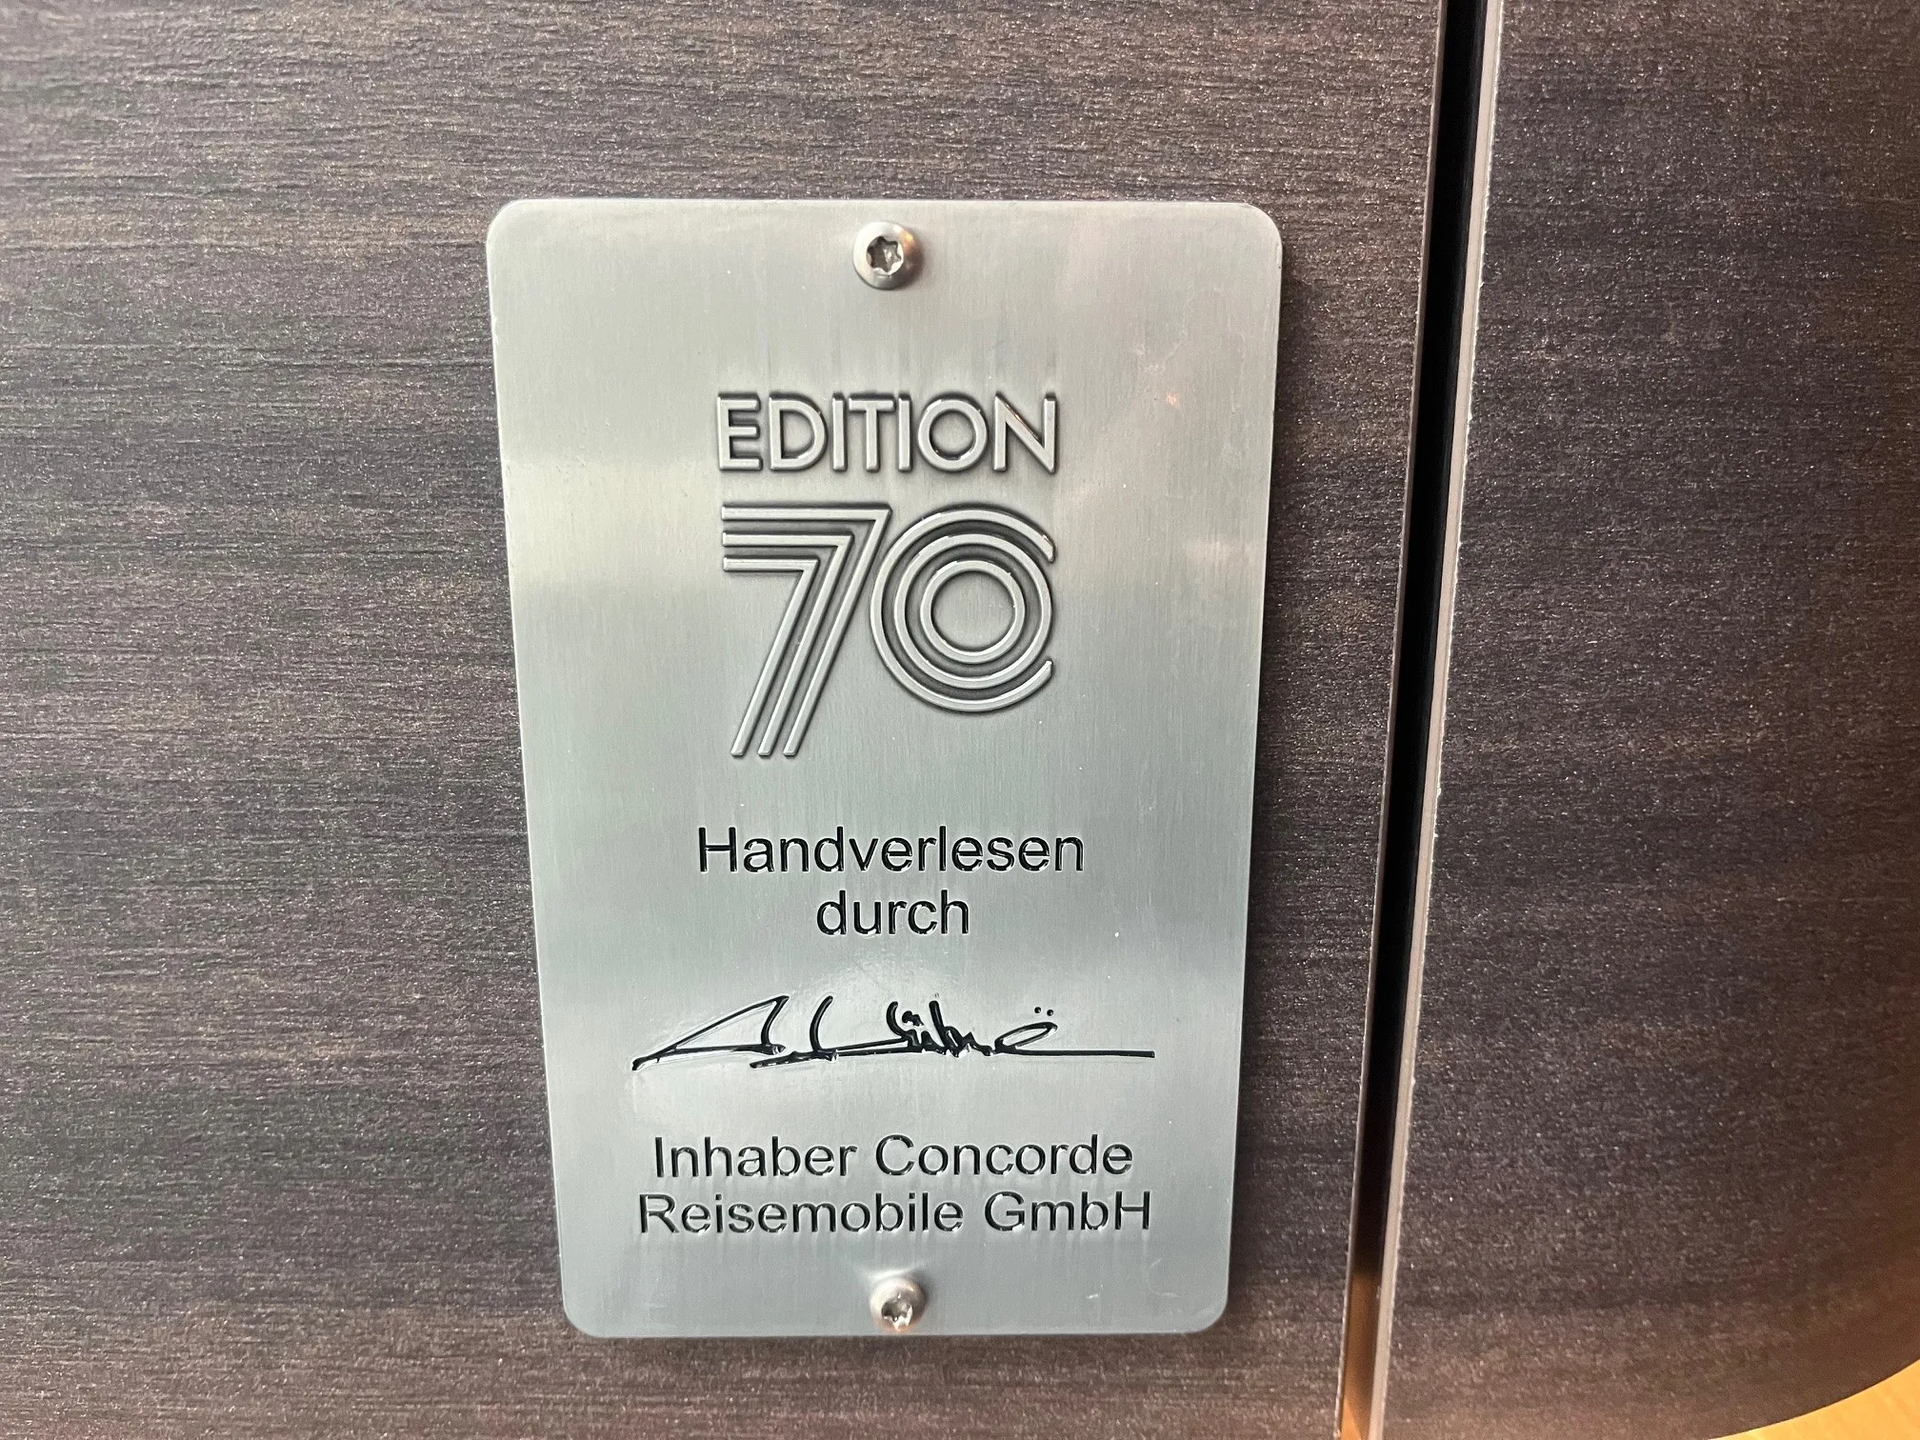 EDITION
70
Handverlesen
durch
Inhaber Concorde
Reisemobile GmbH